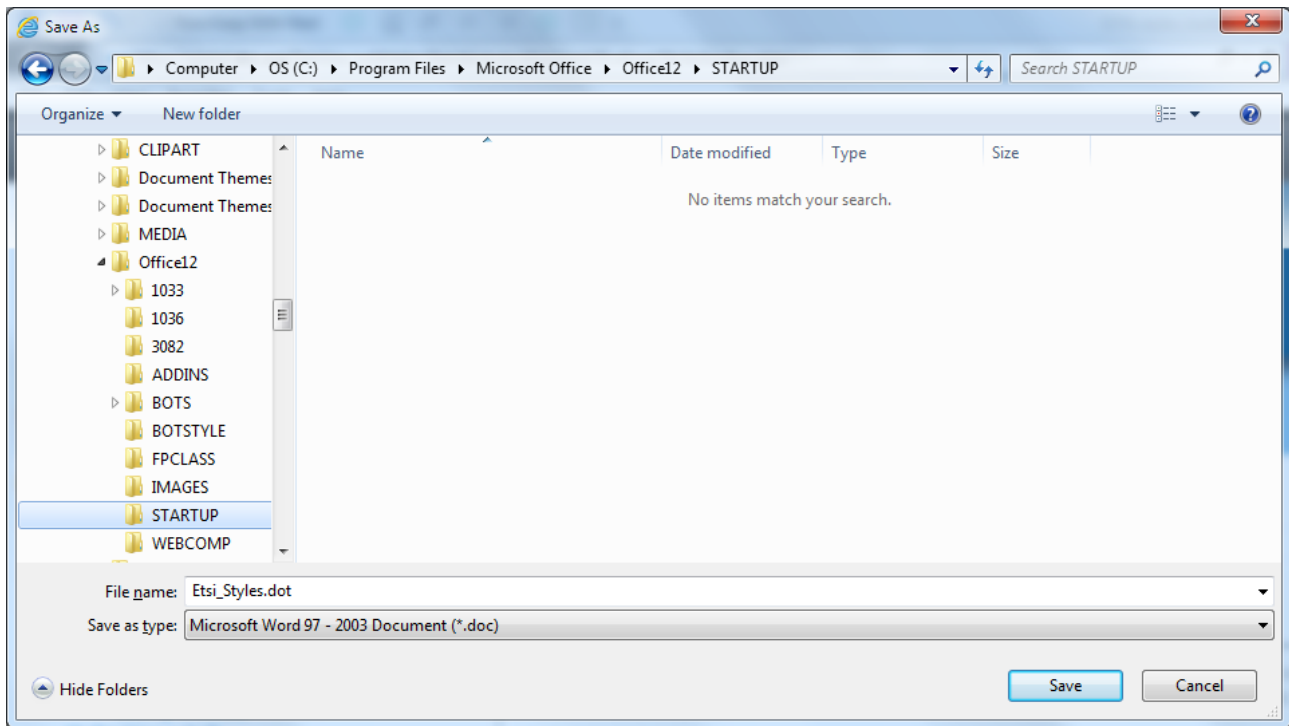 Save As
Computer OS (C:) Program Files Microsoft Office Office12 STARTUP Search STARTUP
Organize New folder
Name Date modified Type Size
No items match your search.
CLIPART
Document Themes
Document Themes
MEDIA
Office12
1033
1036
3082
ADDINS
BOTS
BOTSTYLE
FPCLASS
IMAGES
STARTUP
WEBCOMP
File name: Etsi_Styles.dot
Save as type: Microsoft Word 97 - 2003 Document (*.doc)
Hide Folders Save Cancel